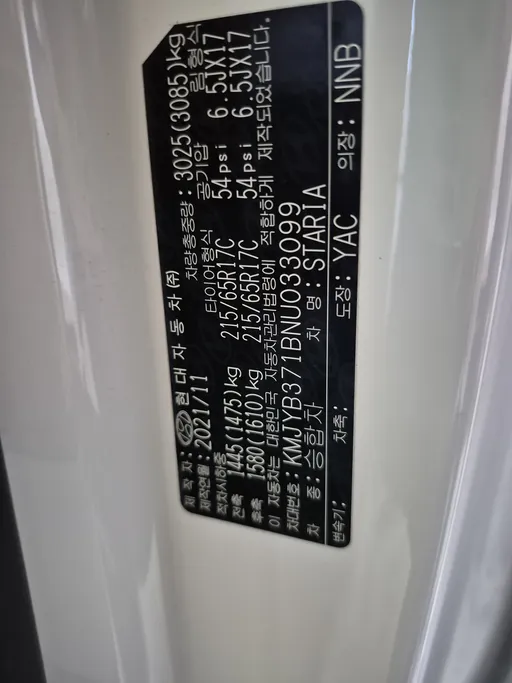 제 작 자: 현 대 자 동 차 (주)
제작연월: 2021/11 차량총중량: 3025(3085)kg
적차시하중 타이어형식 공기압 림형식
전축 1445(1475)kg 215/65R17C 54psi 6.5JX17
후축 1580(1610)kg 215/65R17C 54psi 6.5JX17
이 자동차는 대한민국 자동차관리법령에 적합하게 제작되었습니다.
차대번호: KMJYB371BNU033099
차 종: 승합차 차 명: STARIA
변속기: 차축: 도장: YAC 의장: NNB